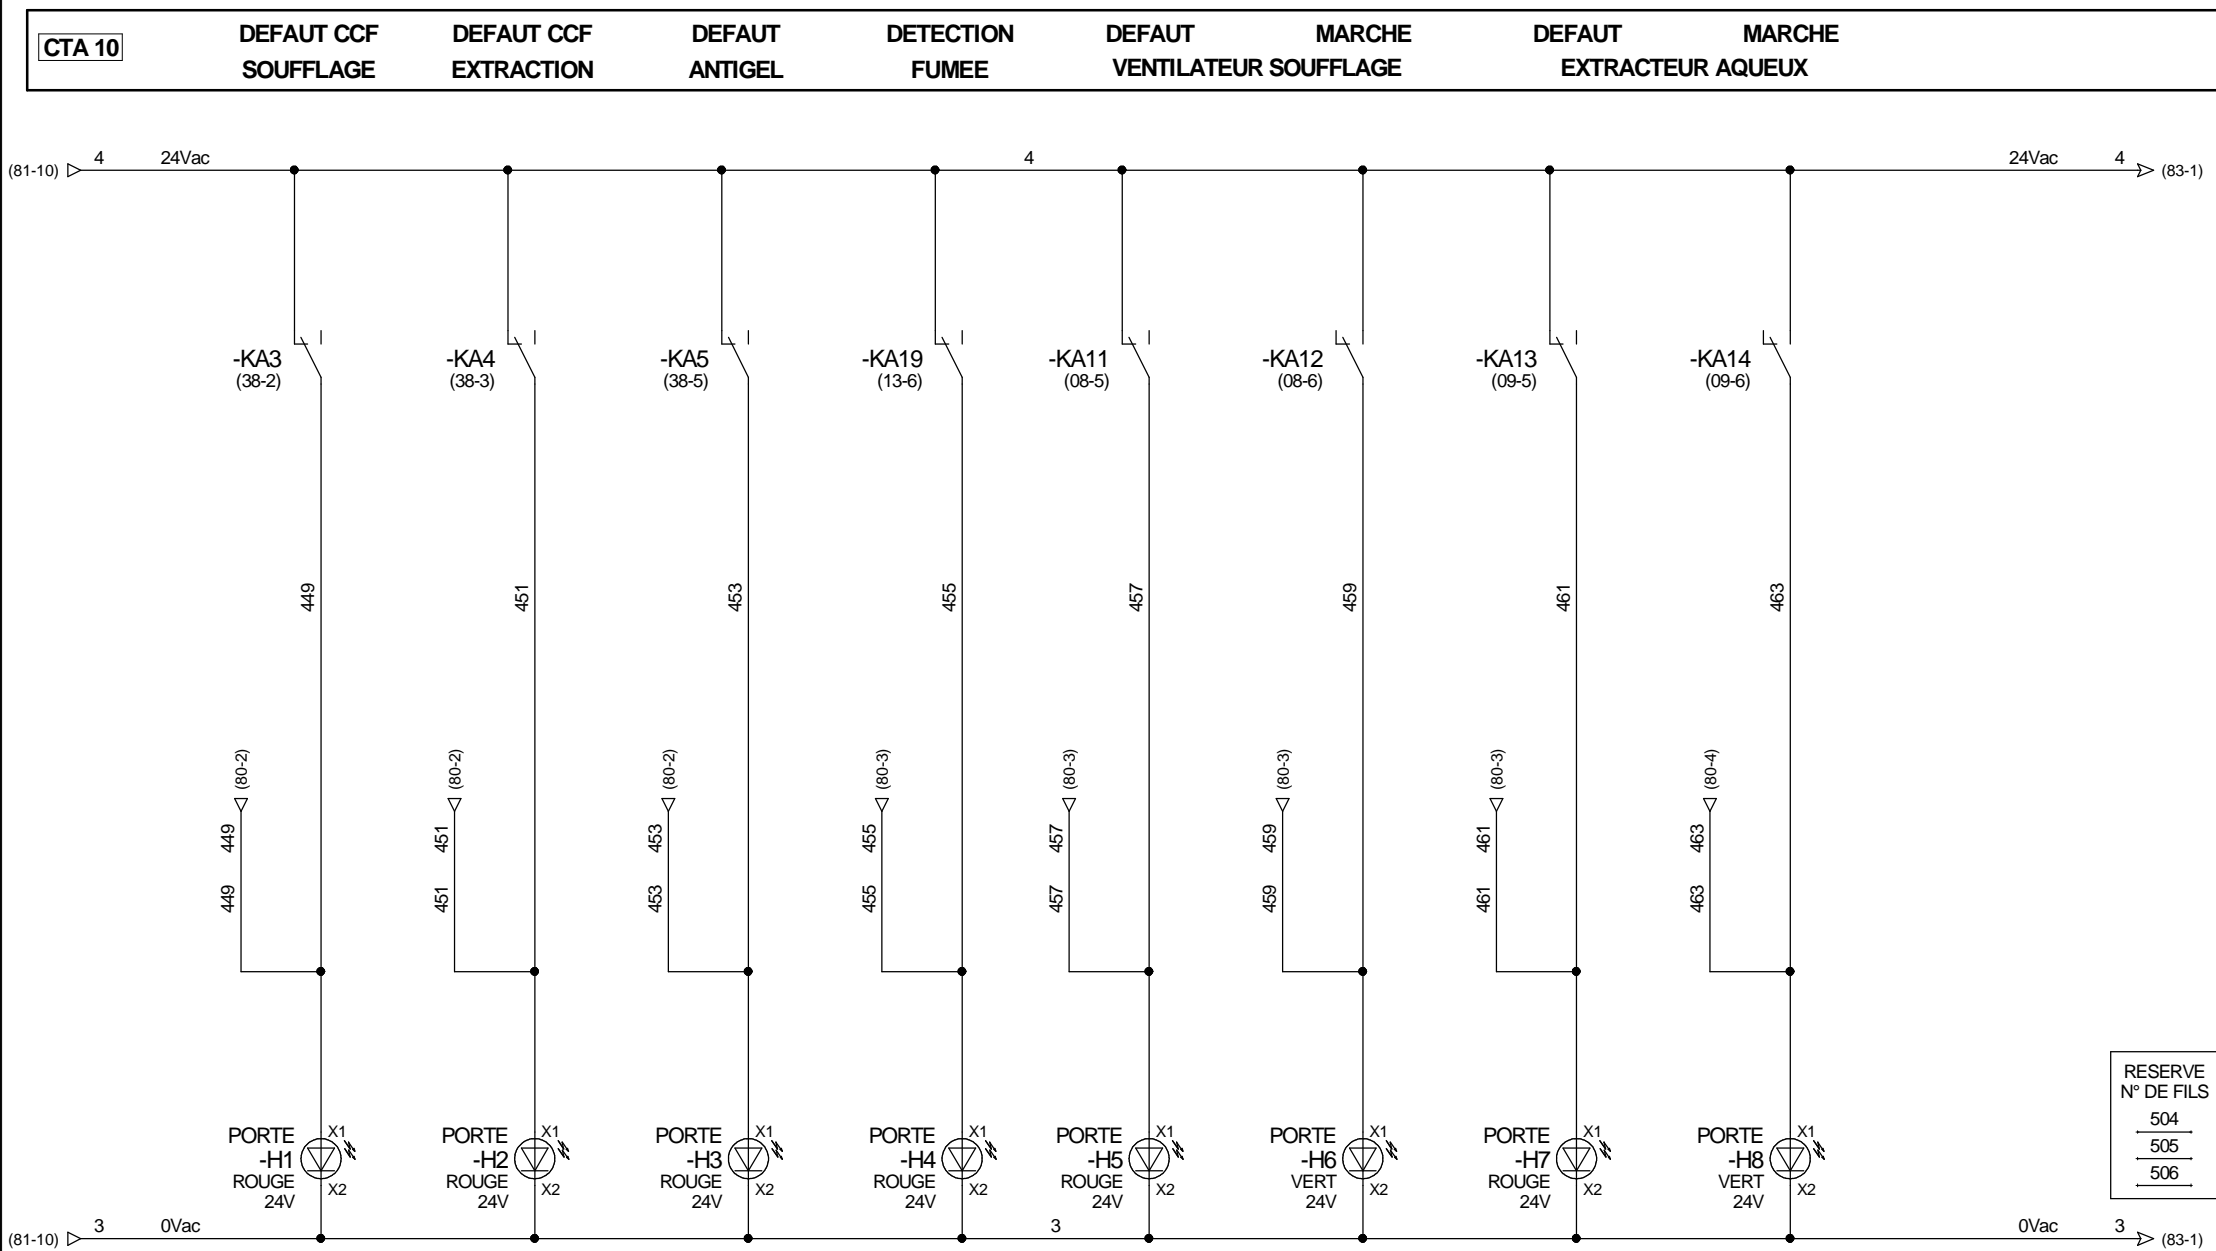 CTA 10
DEFAUT CCF SOUFFLAGE
DEFAUT CCF EXTRACTION
DEFAUT ANTIGEL
DETECTION FUMEE
DEFAUT MARCHE
VENTILATEUR SOUFFLAGE
DEFAUT MARCHE
EXTRACTEUR AQUEUX
(81-10) 4 24Vac 4 24Vac 4 (83-1)
-KA3 -KA4 -KA5 -KA19 -KA11 -KA12 -KA13 -KA14
(38-2) (38-3) (38-5) (13-6) (08-5) (08-6) (09-5) (09-6)
449 451 453 455 457 459 461 463
(80-2) (80-2) (80-2) (80-3) (80-3) (80-3) (80-3) (80-4)
449 451 453 455 457 459 461 463
449 451 453 455 457 459 461 463
RESERVE
N° DE FILS
504
505
506
PORTE X1 PORTE X1 PORTE X1 PORTE X1 PORTE X1 PORTE X1 PORTE X1 PORTE X1
-H1 -H2 -H3 -H4 -H5 -H6 -H7 -H8
ROUGE X2 ROUGE X2 ROUGE X2 ROUGE X2 ROUGE X2 VERT X2 ROUGE X2 VERT X2
24V 24V 24V 24V 24V 24V 24V 24V
(81-10) 3 0Vac 3 0Vac 3 (83-1)